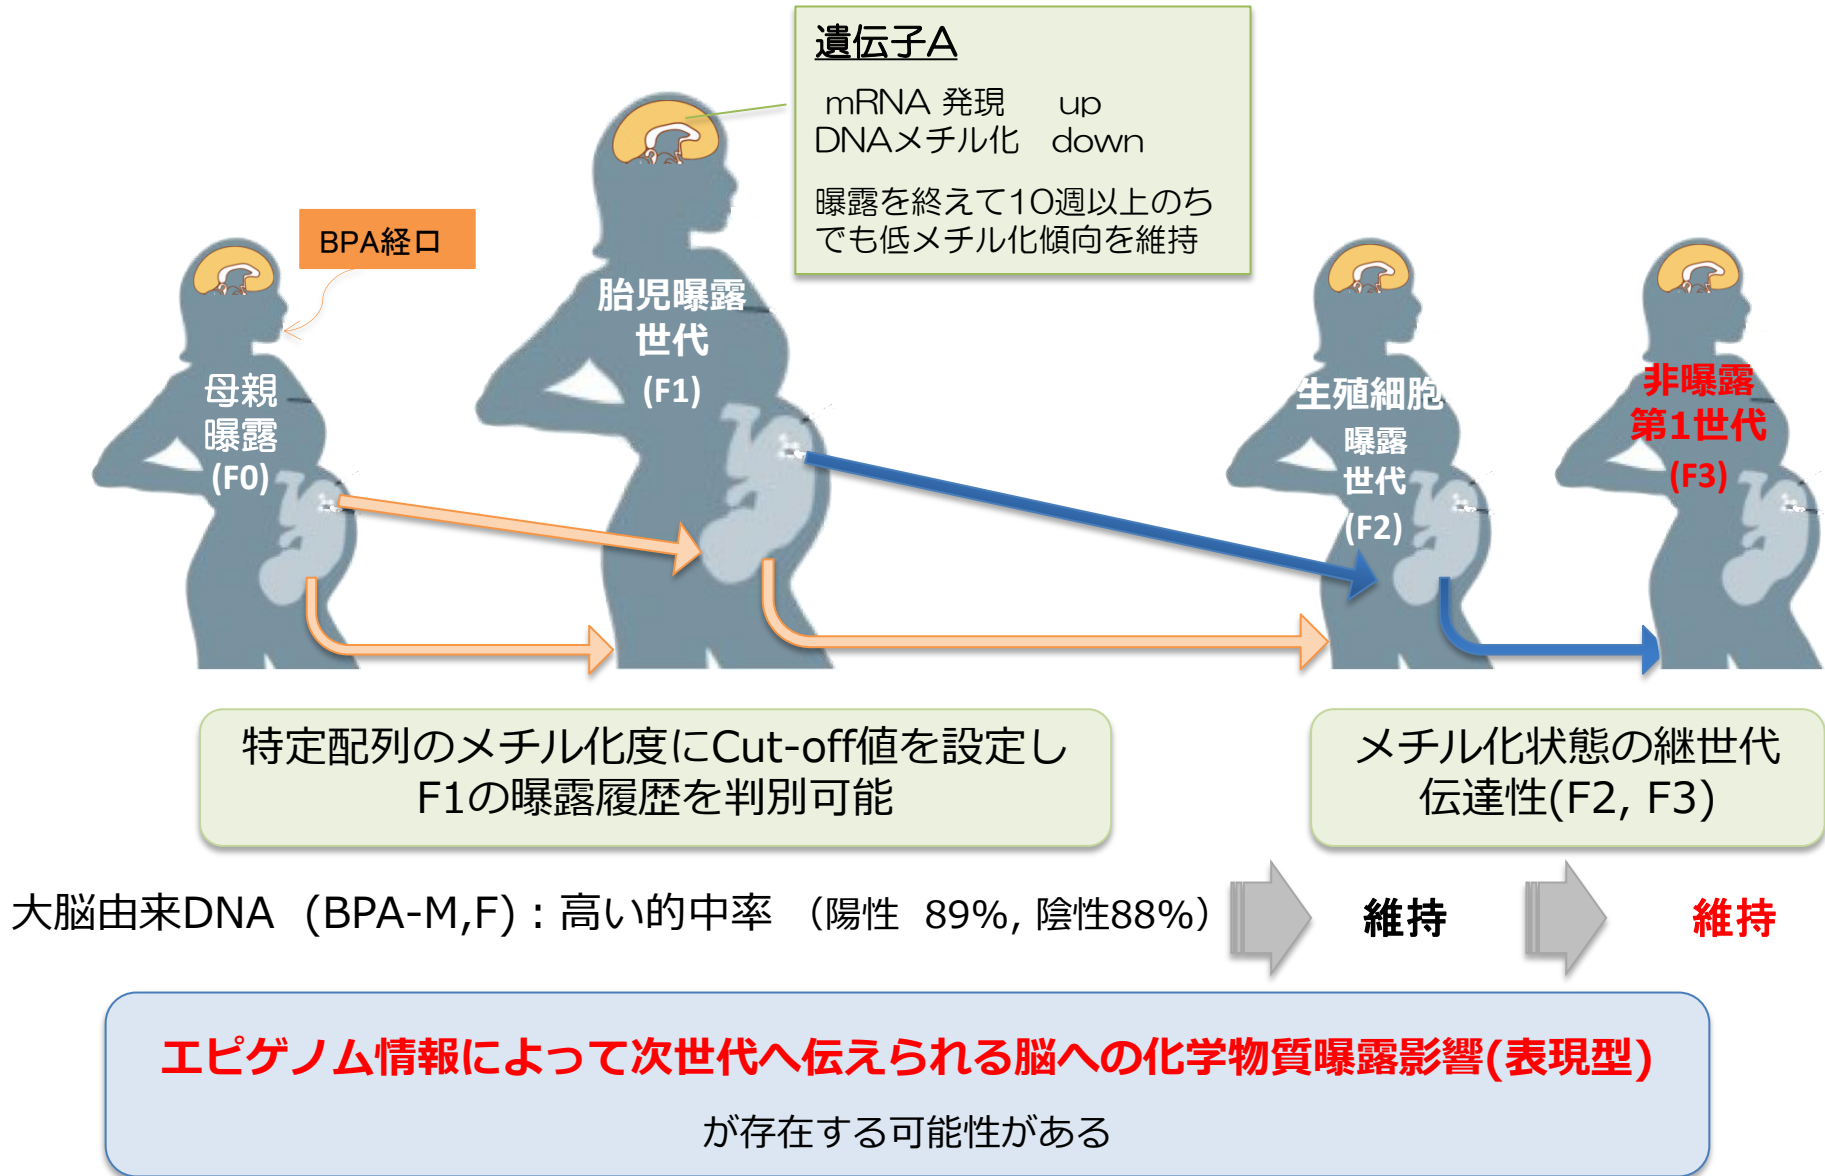 遺伝子A
mRNA 発現 up
DNAメチル化 down
曝露を終えて10週以上のち
でも低メチル化傾向を維持
BPA経口
母親
曝露
(F0)
胎児曝露
世代
(F1)
生殖細胞
曝露
世代
(F2)
非曝露
第1世代
(F3)
特定配列のメチル化度にCut-off値を設定し
F1の曝露履歴を判別可能
メチル化状態の継世代
伝達性(F2, F3)
大脳由来DNA (BPA-M,F) : 高い的中率 （陽性 89%, 陰性88%）
維持
維持
エピゲノム情報によって次世代へ伝えられる脳への化学物質曝露影響(表現型)
が存在する可能性がある